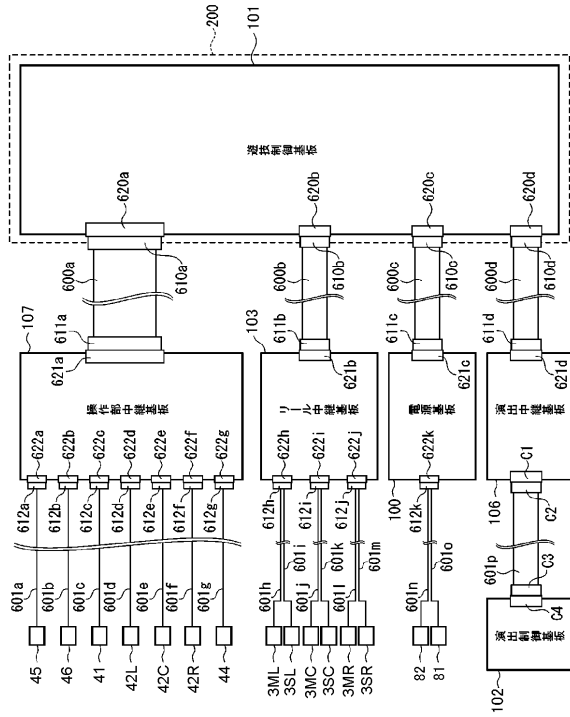 200
101
遊技制御基板
620a
620b
620c
620d
610a
610b
610c
610d
600a
600b
600c
600d
107
611a
621a
操作部中継基板
103
611b
621b
リール中継基板
611c
621c
電源基板
100
611d
621d
演出中継基板
106
622a
622b
622c
622d
622e
622f
622g
612a
612b
612c
612d
612e
612f
612g
622h
622i
622j
612h
612i
612j
622k
612k
C1
C2
601a
601b
601c
601d
601e
601f
601g
601h
601i
601j
601k
601l
601m
601n
601o
601p
C3
C4
演出制御基板
102
45
46
41
42L
42C
42R
44
3ML
3SL
3MC
3SC
3MR
3SR
82
81